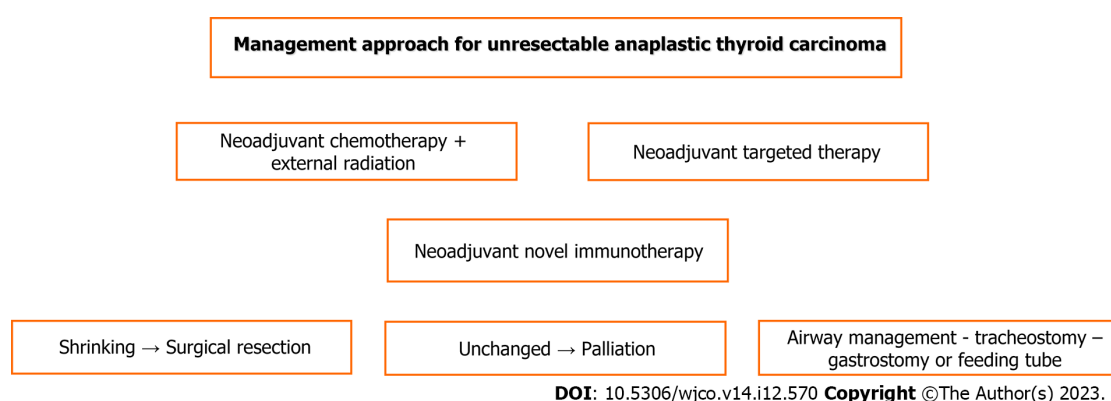 Management approach for unresectable anaplastic thyroid carcinoma
Neoadjuvant chemotherapy +
external radiation
Neoadjuvant targeted therapy
Neoadjuvant novel immunotherapy
Shrinking → Surgical resection
Unchanged → Palliation
Airway management - tracheostomy –
gastrostomy or feeding tube
DOI: 10.5306/wjco.v14.i12.570 Copyright ©The Author(s) 2023.